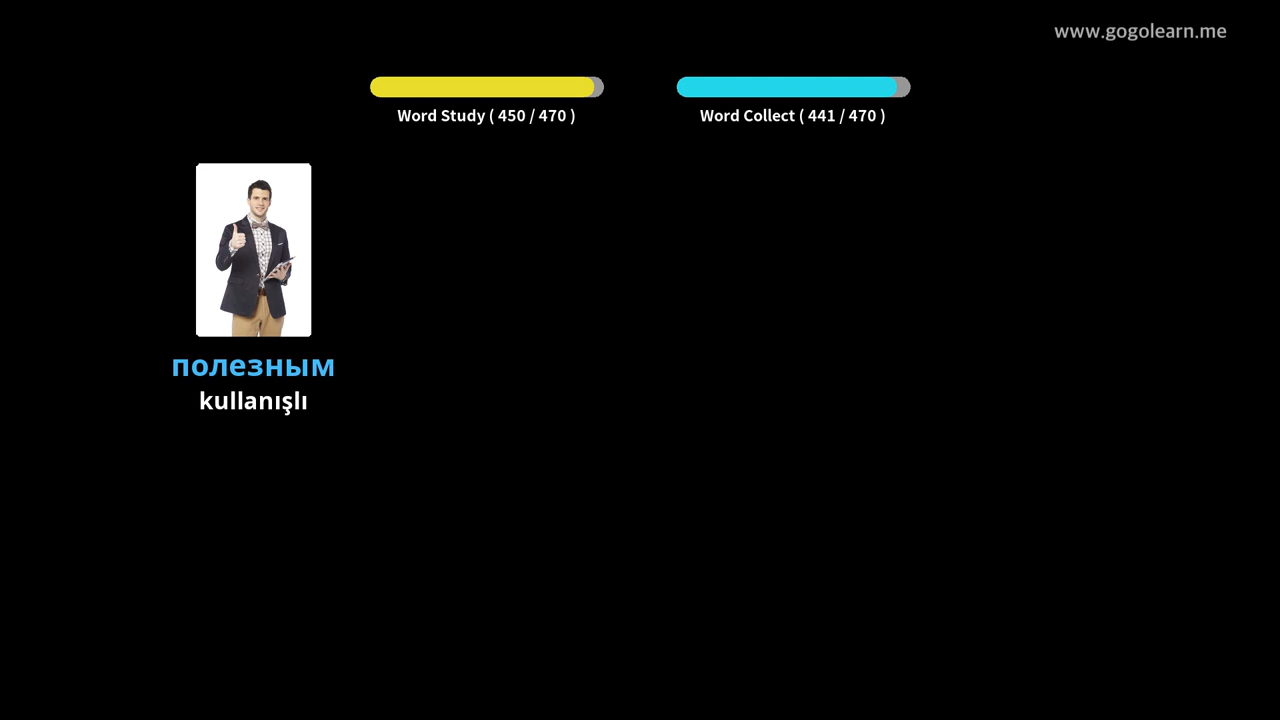 www.gogolearn.me
Word Study ( 450 / 470 )
Word Collect ( 441 / 470 )
полезным
kullanışlı